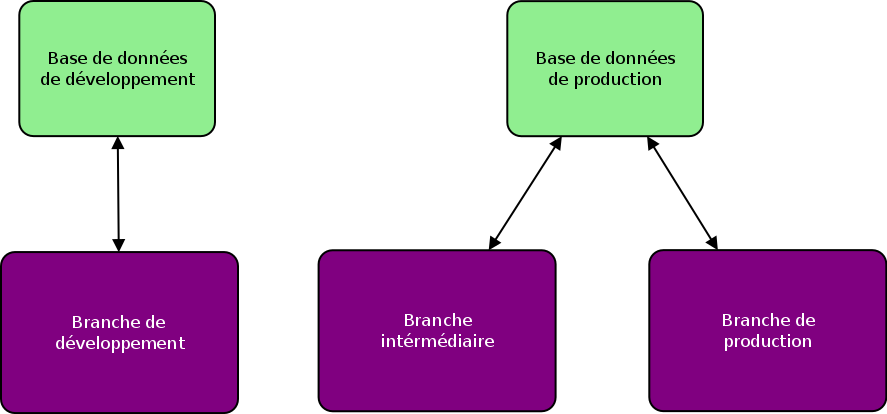 Base de données
de développement
Base de données
de production
Branche de
développement
Branche
intérmédiaire
Branche de
production